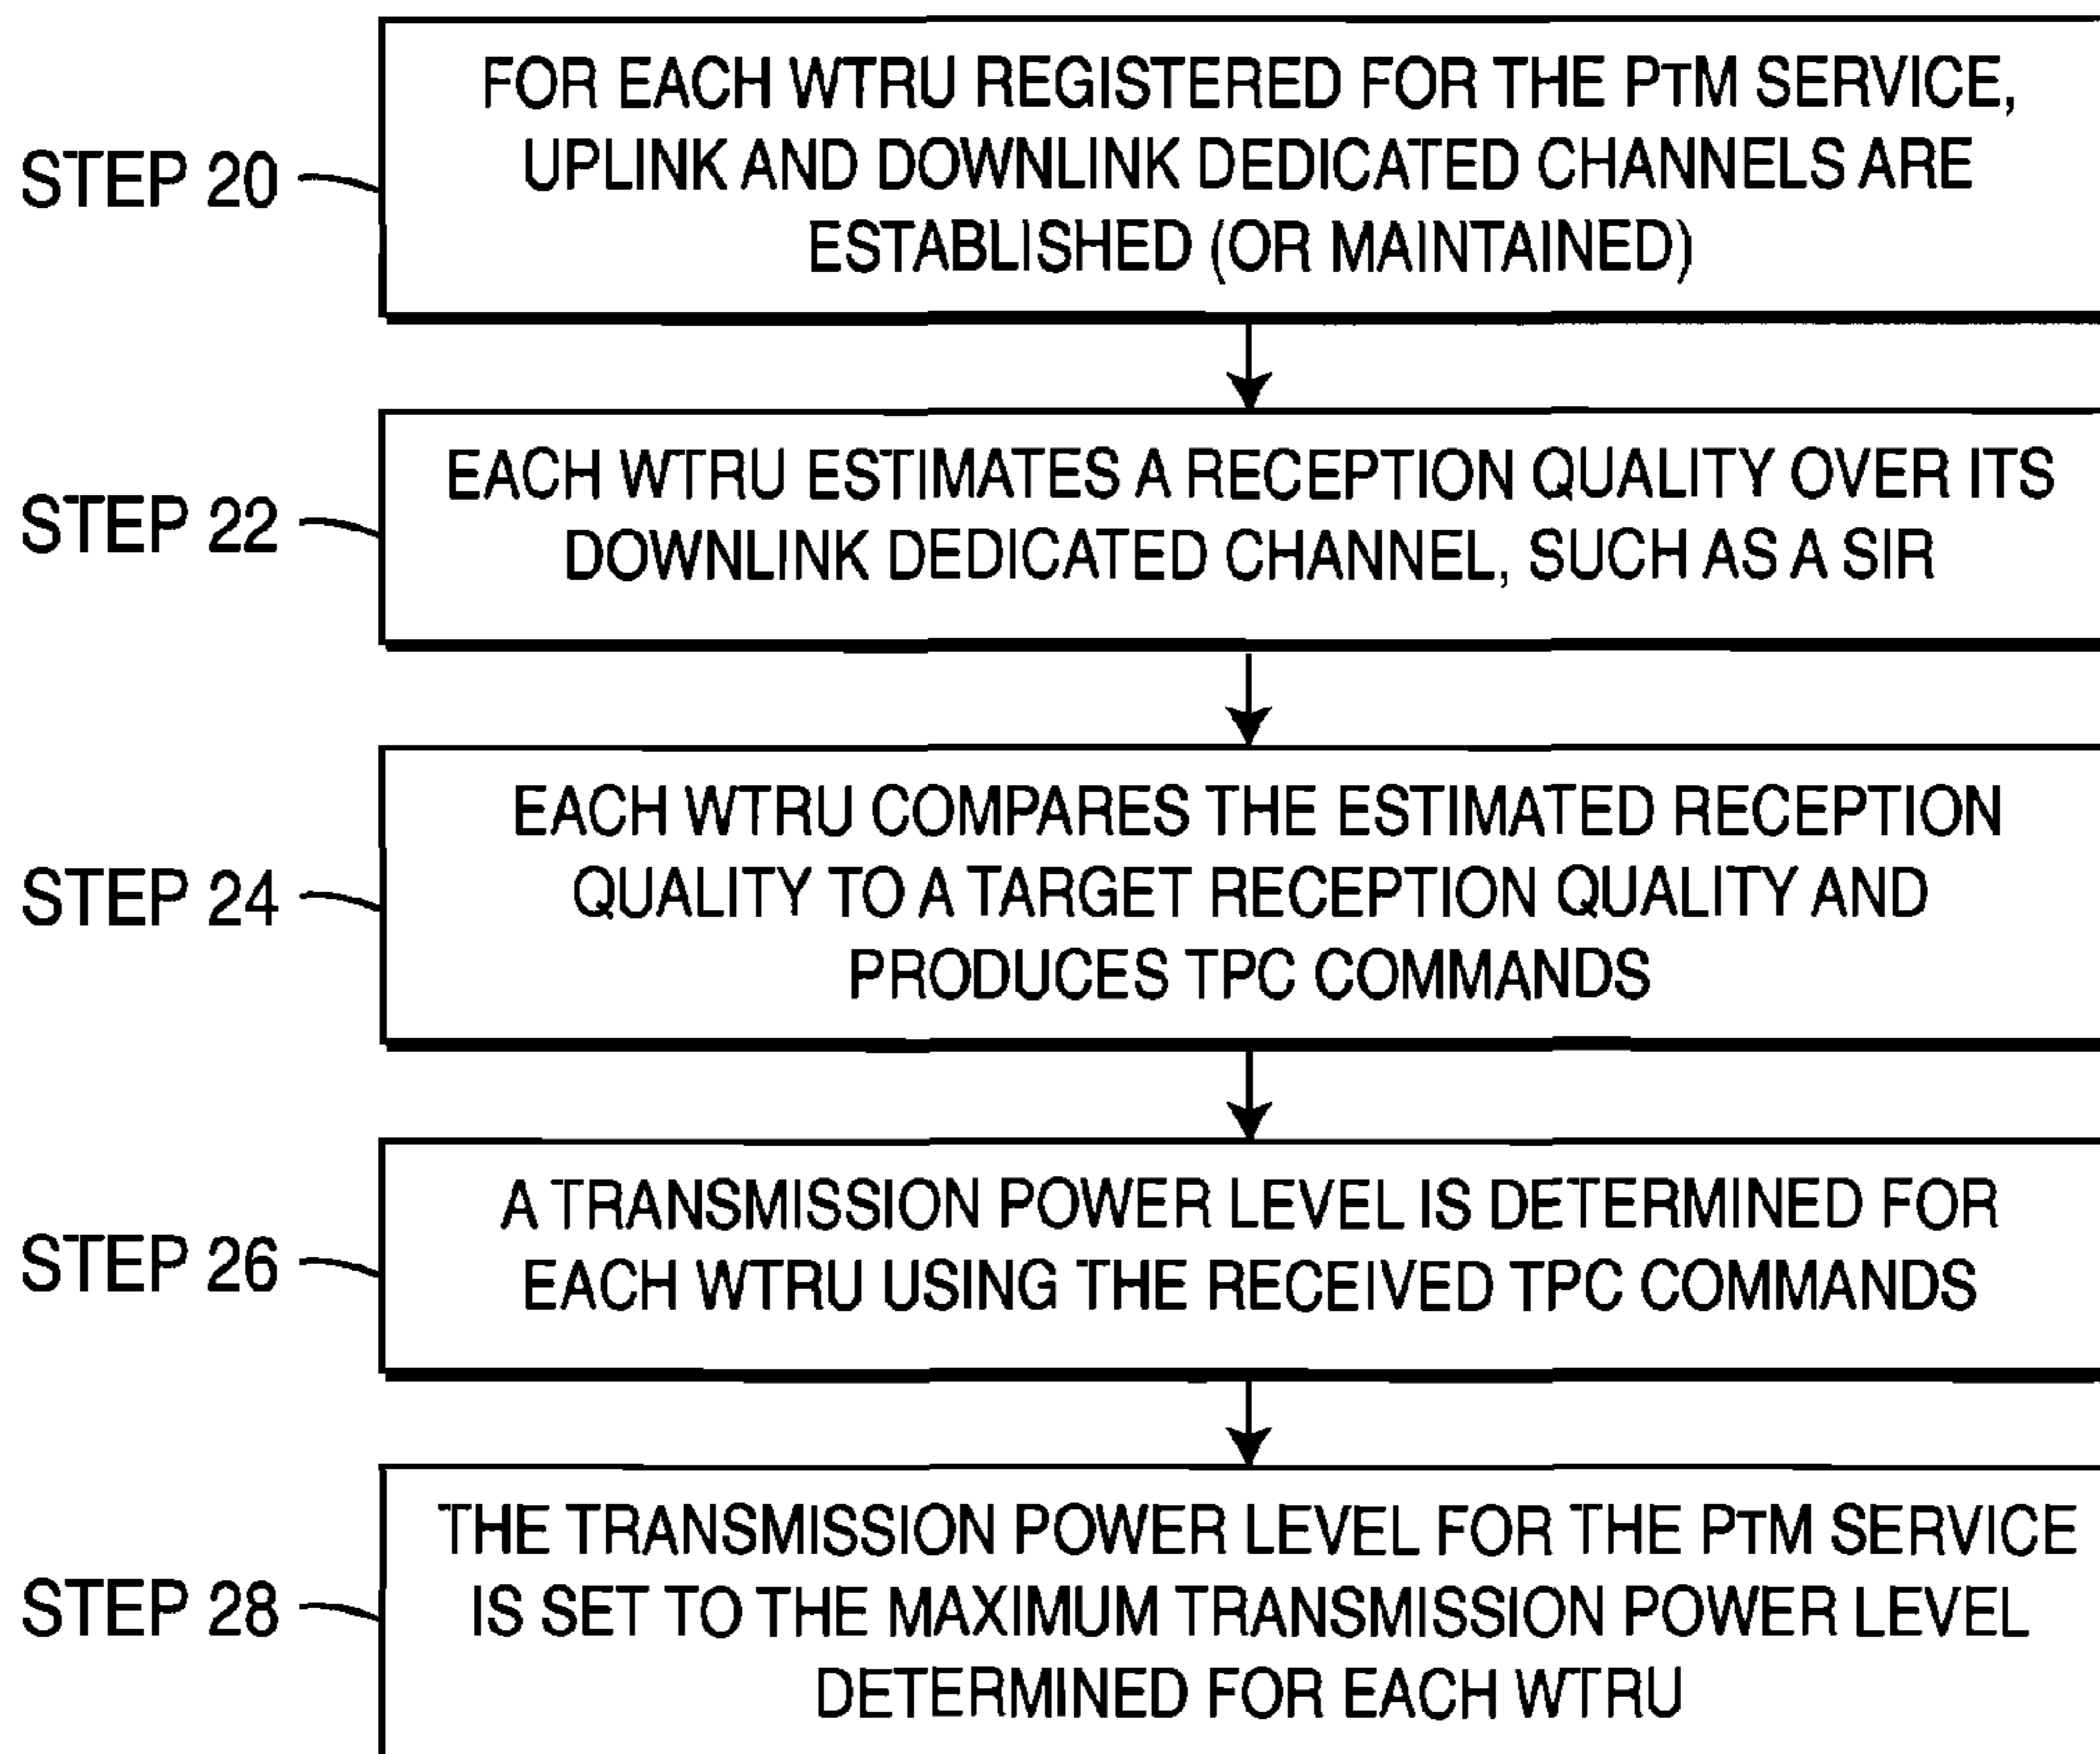 STEP 20
FOR EACH WTRU REGISTERED FOR THE PTM SERVICE,
UPLINK AND DOWNLINK DEDICATED CHANNELS ARE
ESTABLISHED (OR MAINTAINED)
STEP 22
EACH WTRU ESTIMATES A RECEPTION QUALITY OVER ITS
DOWNLINK DEDICATED CHANNEL, SUCH AS A SIR
STEP 24
EACH WTRU COMPARES THE ESTIMATED RECEPTION
QUALITY TO A TARGET RECEPTION QUALITY AND
PRODUCES TPC COMMANDS
STEP 26
A TRANSMISSION POWER LEVEL IS DETERMINED FOR
EACH WTRU USING THE RECEIVED TPC COMMANDS
STEP 28
THE TRANSMISSION POWER LEVEL FOR THE PTM SERVICE
IS SET TO THE MAXIMUM TRANSMISSION POWER LEVEL
DETERMINED FOR EACH WTRU